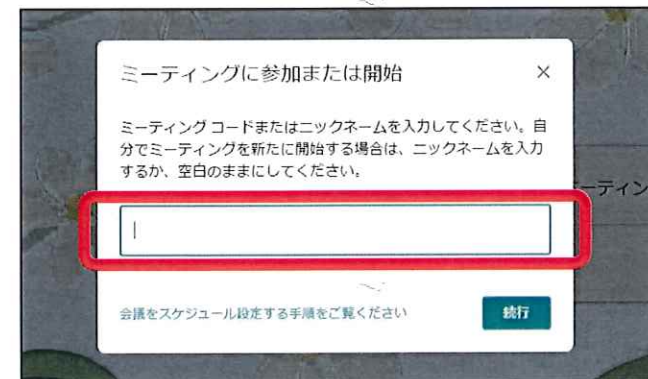 ミーティングに参加または開始
×
ミーティング コードまたはニックネームを入力してください。自
分でミーティングを新たに開始する場合は、ニックネームを入力
するか、空白のままにしてください。
ーティン
会議をスケジュール設定する手順をご覧ください
続行